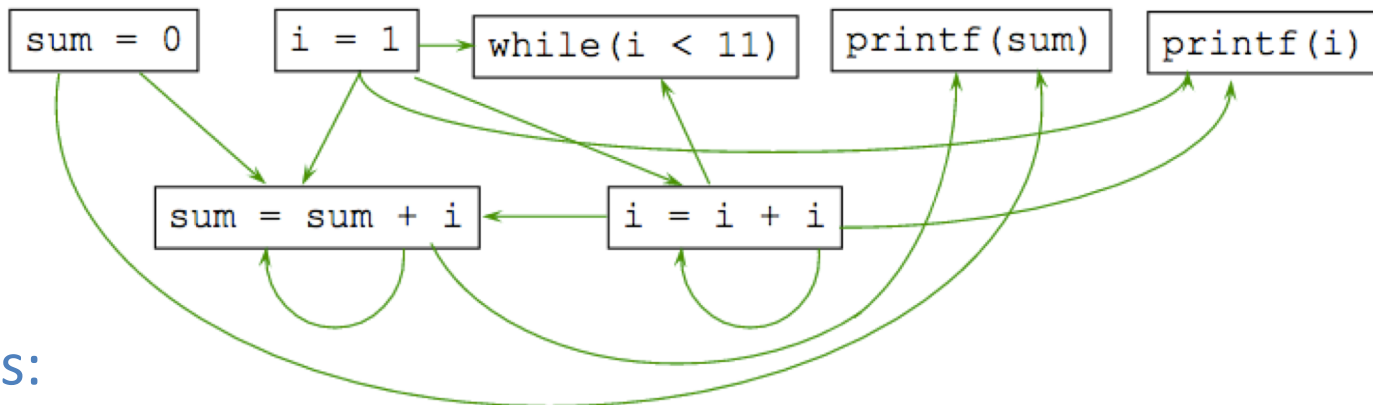 sum = 0
i = 1
while(i < 11)
printf(sum)
printf(i)
sum = sum + i
i = i + i
s: